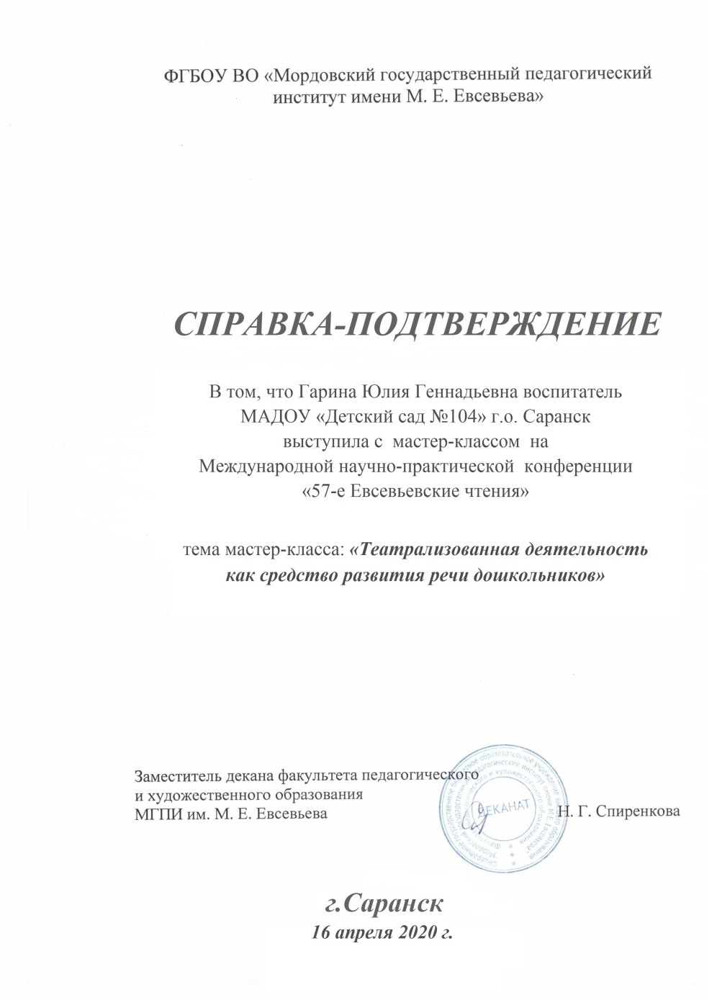 ФГБОУ ВО «Мордовский государственный педагогический
институт имени М. Е. Евсевьева»
СПРАВКА-ПОДТВЕРЖДЕНИЕ
В том, что Гарина Юлия Геннадьевна воспитатель
МАДОУ «Детский сад №104» г.о. Саранск
выступила с мастер-классом на
Международной научно-практической конференции
«57-е Евсевьевские чтения»
тема мастер-класса: «Театрализованная деятельность
как средство развития речи дошкольников»
Заместитель декана факультета педагогического
и художественного образования
МГПИ им. М. Е. Евсевьева
ДЕКАНАТ
Н. Г. Спиренкова
г.Саранск
16 апреля 2020 г.